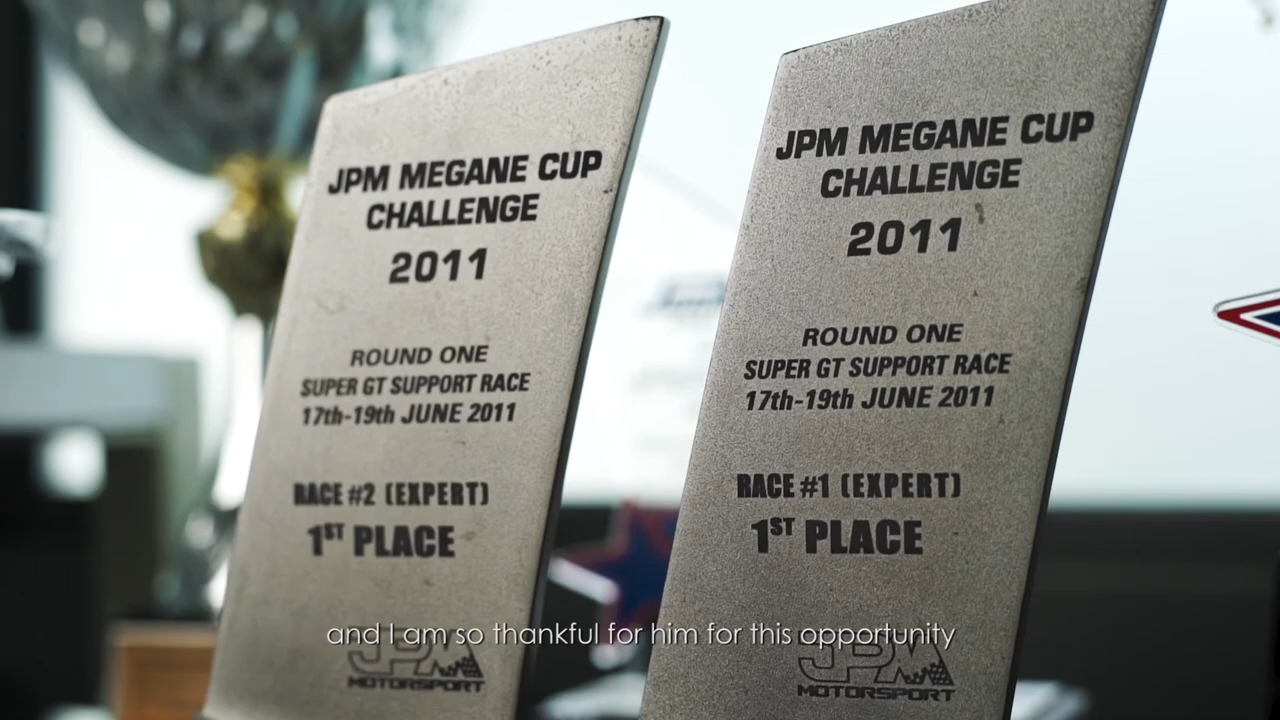 JPM MEGANE CUP
CHALLENGE
2011
ROUND ONE
SUPER GT SUPPORT RACE
17th-19th JUNE 2011
RACE #2 (EXPERT)
1ST PLACE
JPM
MOTORSPORT
JPM MEGANE CUP
CHALLENGE
2011
ROUND ONE
SUPER GT SUPPORT RACE
17th-19th JUNE 2011
RACE #1 (EXPERT)
1ST PLACE
JPM
MOTORSPORT
and I am so thankful for him for this opportunity